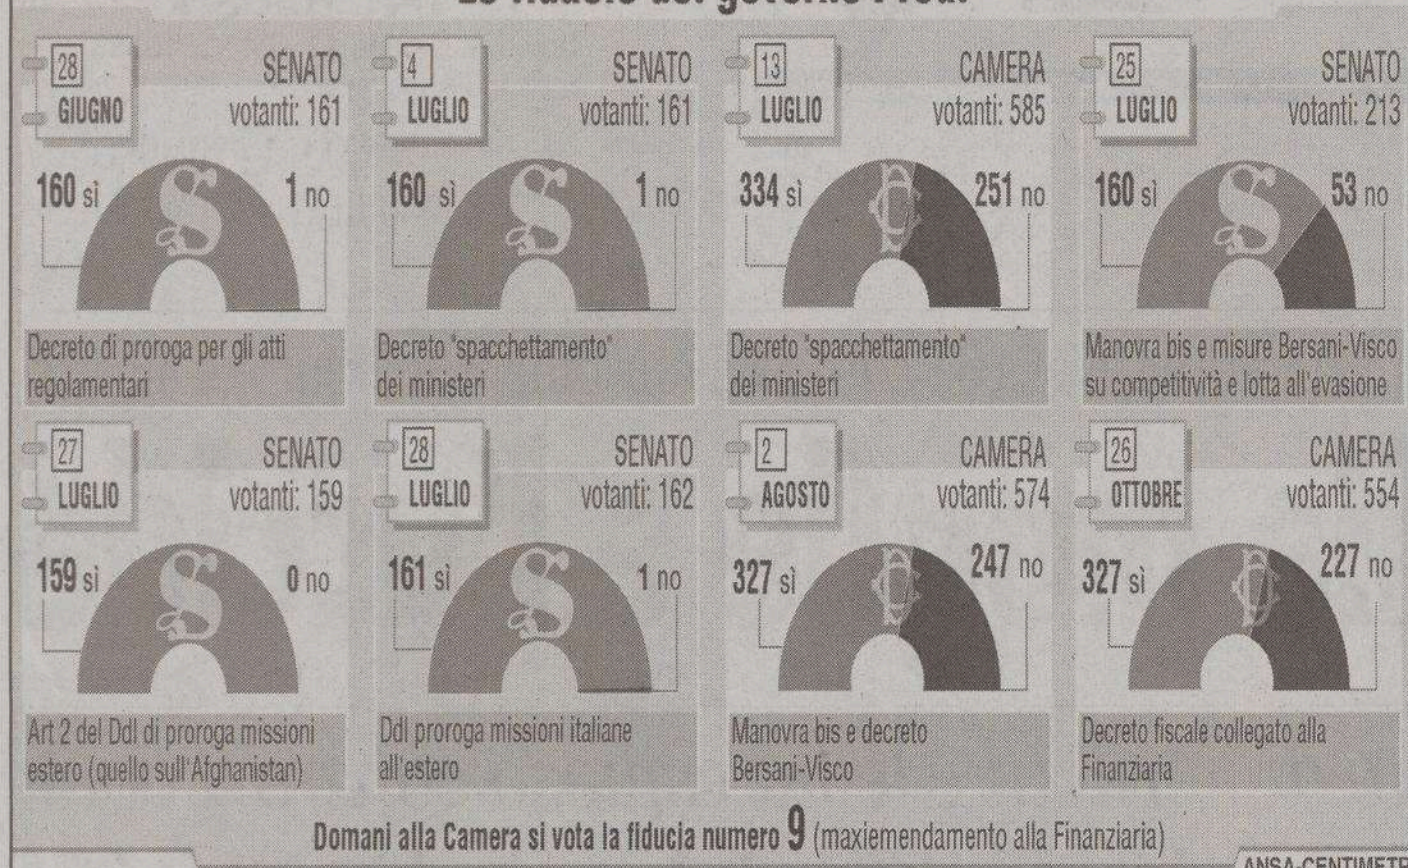 28
GIUGNO
SENATO
votanti: 161
160 sì
1 no
Decreto di proroga per gli atti
regolamentari
4
LUGLIO
SENATO
votanti: 161
160 sì
1 no
Decreto "spacchettamento"
dei ministeri
13
LUGLIO
CAMERA
votanti: 585
334 sì
251 no
Decreto "spacchettamento"
dei ministeri
25
LUGLIO
SENATO
votanti: 213
160 sì
53 no
Manovra bis e misure Bersani-Visco
su competitività e lotta all'evasione
27
LUGLIO
SENATO
votanti: 159
159 sì
0 no
Art 2 del Ddl di proroga missioni
estero (quello sull'Afghanistan)
28
LUGLIO
SENATO
votanti: 162
161 sì
1 no
Ddl proroga missioni italiane
all'estero
2
AGOSTO
CAMERA
votanti: 574
327 sì
247 no
Manovra bis e decreto
Bersani-Visco
26
OTTOBRE
CAMERA
votanti: 554
327 sì
227 no
Decreto fiscale collegato alla
Finanziaria
Domani alla Camera si vota la fiducia numero 9 (maxiemendamento alla Finanziaria)